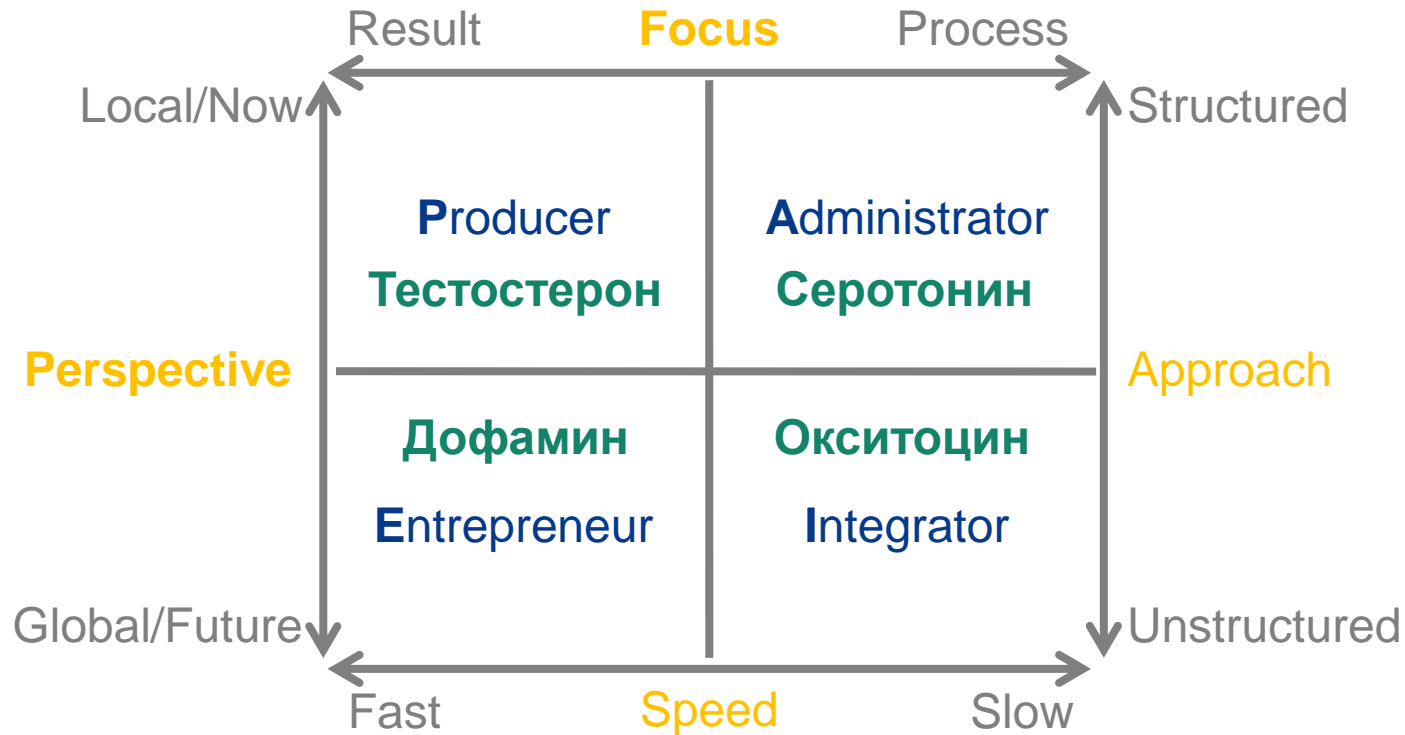 Result Focus Process
Local/Now Structured
Producer Administrator
Тестостерон Серотонин
Perspective Approach
Дофамин Окситоцин
Entrepreneur Integrator
Global/Future Unstructured
Fast Speed Slow